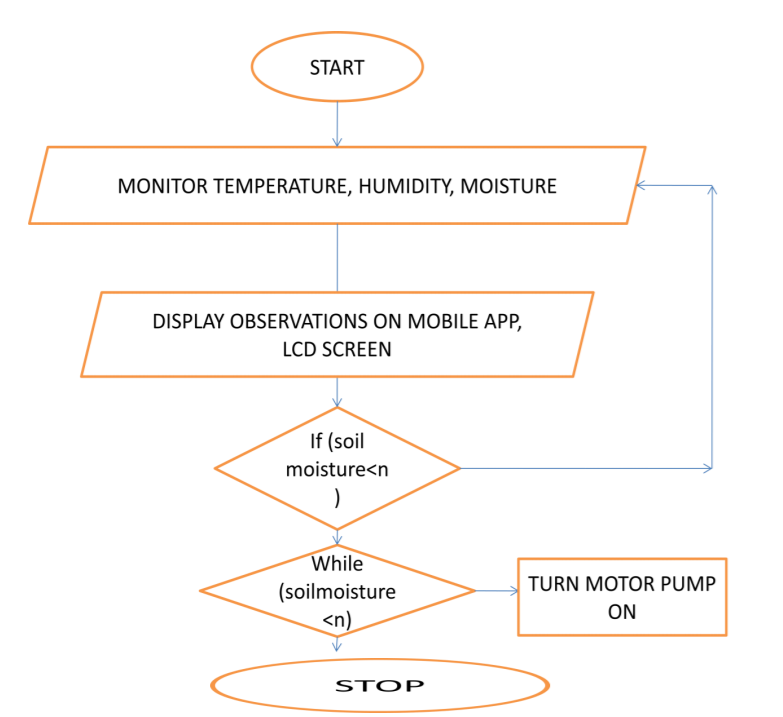 START
MONITOR TEMPERATURE, HUMIDITY, MOISTURE
DISPLAY OBSERVATIONS ON MOBILE APP,
LCD SCREEN
If (soil
moisture<n
)
While
(soilmoisture
<n)
TURN MOTOR PUMP
ON
STOP